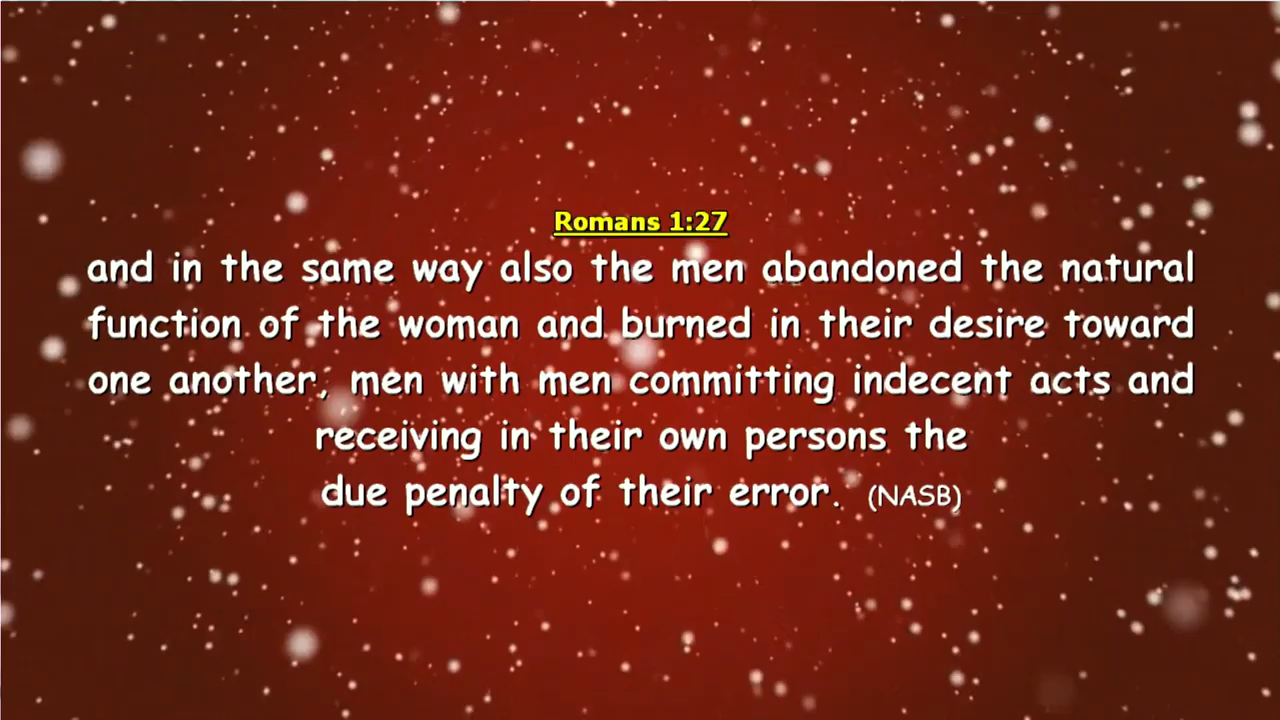 Romans 1:27
and in the same way also the men abandoned the natural
function of the woman and burned in their desire toward
one another, men with men committing indecent acts and
receiving in their own persons the
due penalty of their error. (NASB)